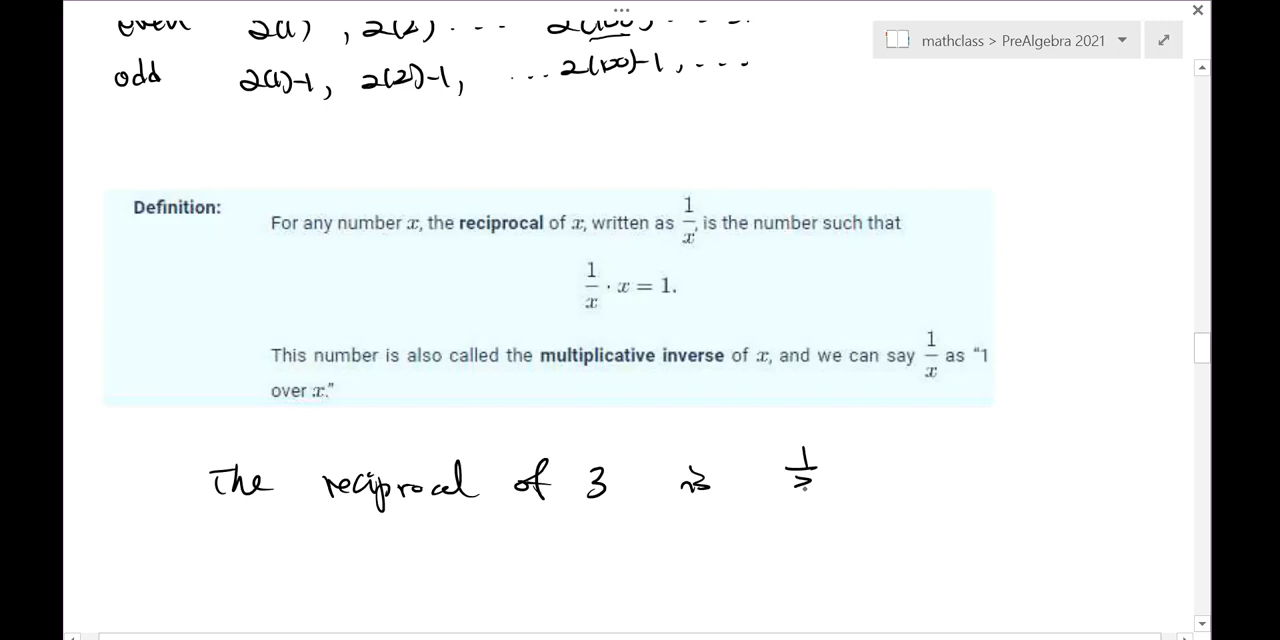 even 2(1) , 2(2) . . . 2(100) . . . .
mathclass > PreAlgebra 2021
odd 2(1)-1, 2(2)-1, . . . 2(100)-1, . . .
Definition:
For any number x, the reciprocal of x, written as 1/x, is the number such that
1/x · x = 1.
This number is also called the multiplicative inverse of x, and we can say 1/x as "1
over x."
The reciprocal of 3 is